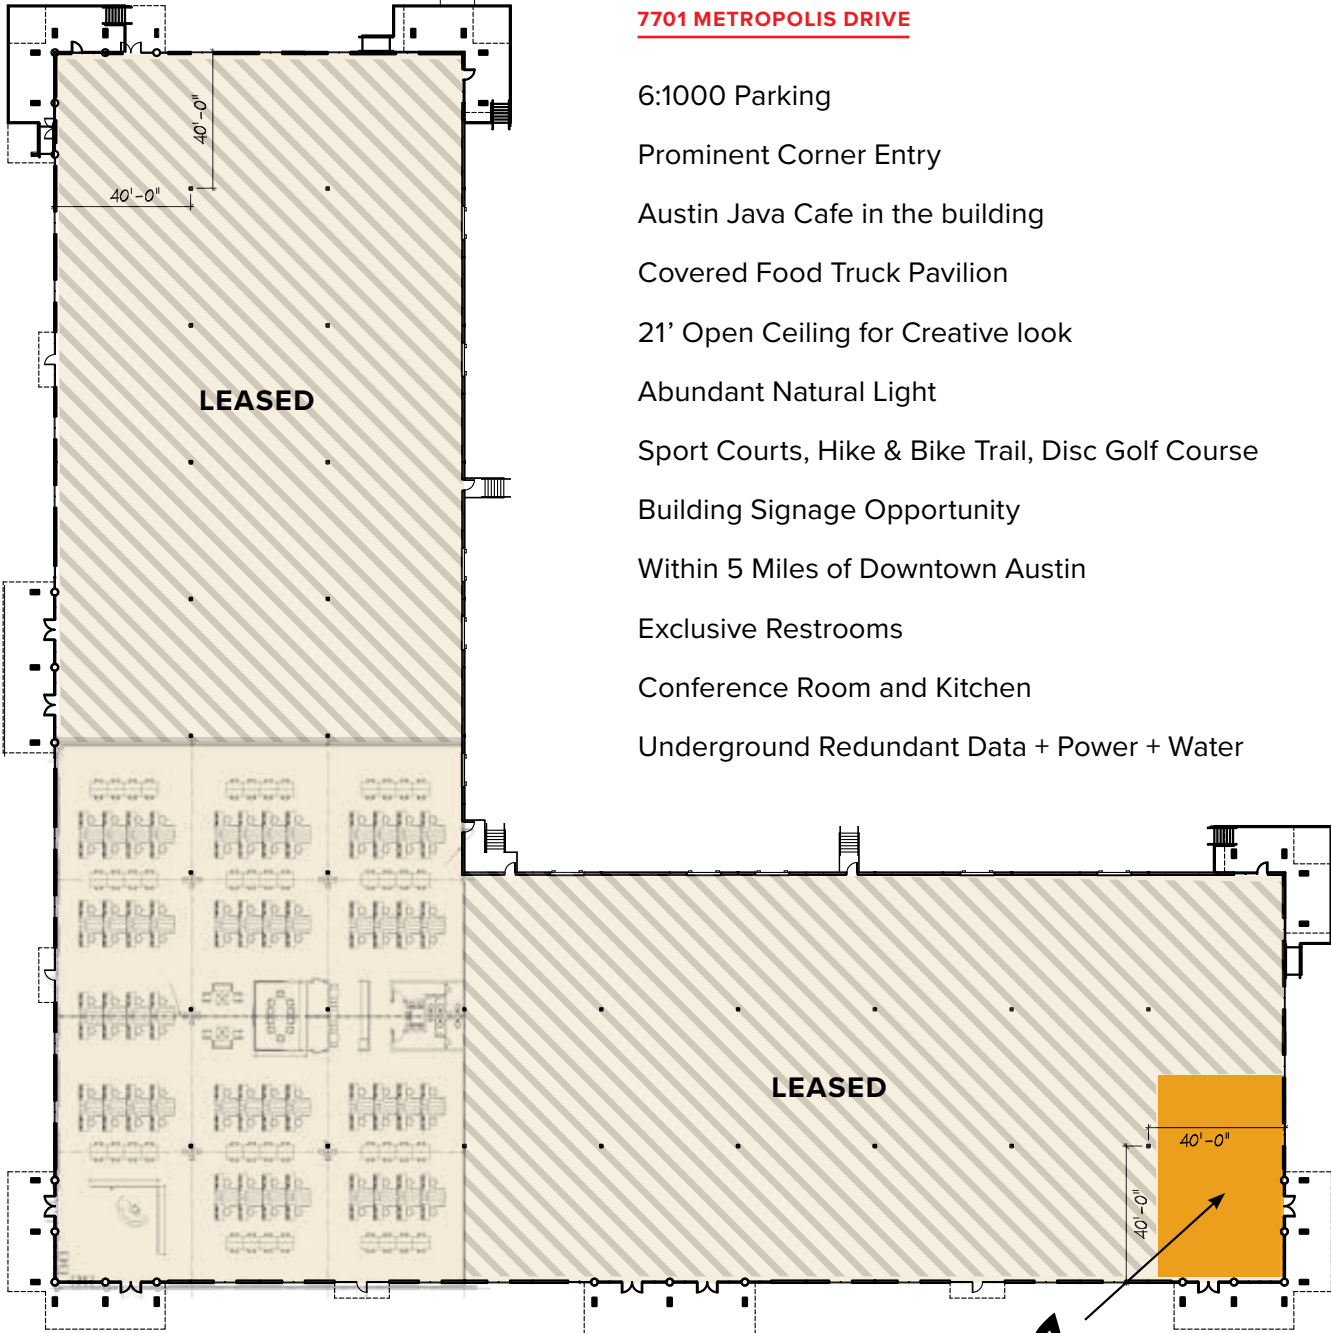 7701 METROPOLIS DRIVE
6:1000 Parking
Prominent Corner Entry
Austin Java Cafe in the building
Covered Food Truck Pavilion
21’ Open Ceiling for Creative look
Abundant Natural Light
Sport Courts, Hike & Bike Trail, Disc Golf Course
Building Signage Opportunity
Within 5 Miles of Downtown Austin
Exclusive Restrooms
Conference Room and Kitchen
Underground Redundant Data + Power + Water
40'-0"
40'-0"
LEASED
LEASED
40'-0"
40'-0"